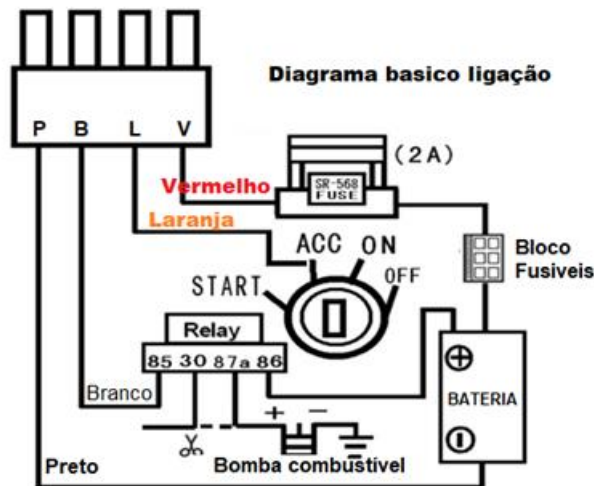 Diagrama basico ligação
P B L V
(2A)
Vermelho
SR-568
FUSE
Laranja
ACC ON
Bloco
Fusiveis
START
OFF
Relay
85 30 87a 86
+
Branco
BATERIA
+ -
-
Preto
Bomba combustível